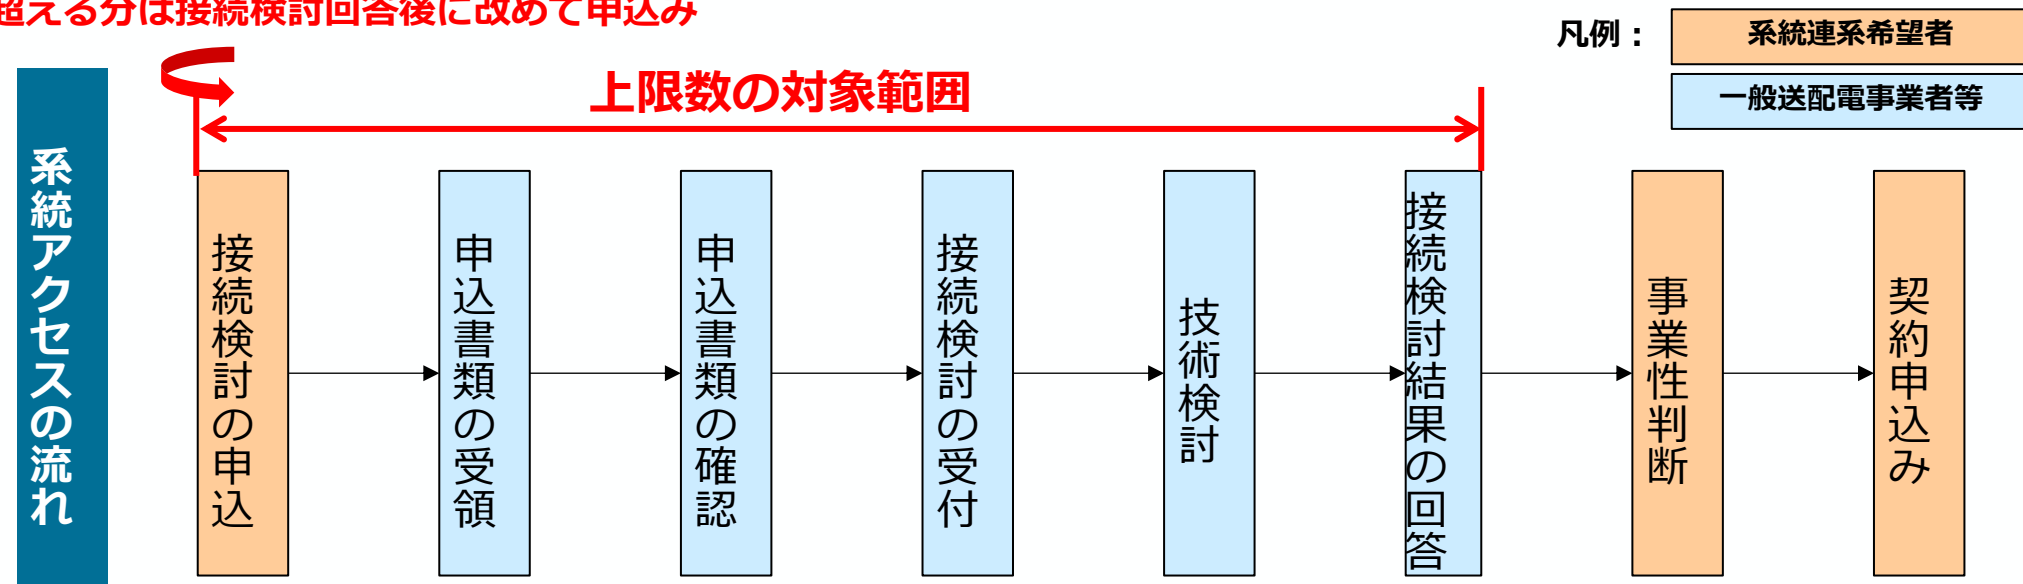 超える分は接続検討回答後に改めて申込み
凡例：
系統連系希望者
一般送配電事業者等
上限数の対象範囲
系統アクセスの流れ
接続検討の申込
申込書類の受領
申込書類の確認
接続検討の受付
技術検討
接続検討結果の回答
事業性判断
契約申込み